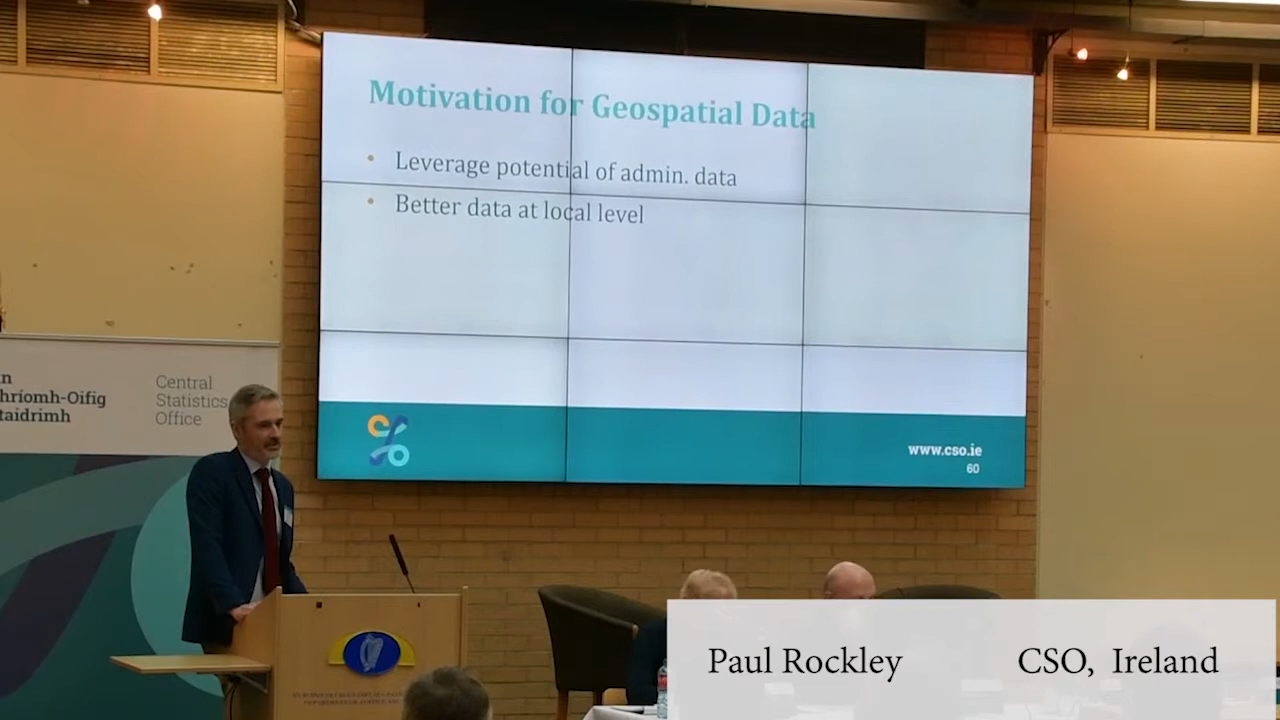 Motivation for Geospatial Data
• Leverage potential of admin. data
• Better data at local level
www.cso.ie
60
n
hríomh-Oifig
taidrimh
Central
Statistics
Office
Paul Rockley CSO, Ireland